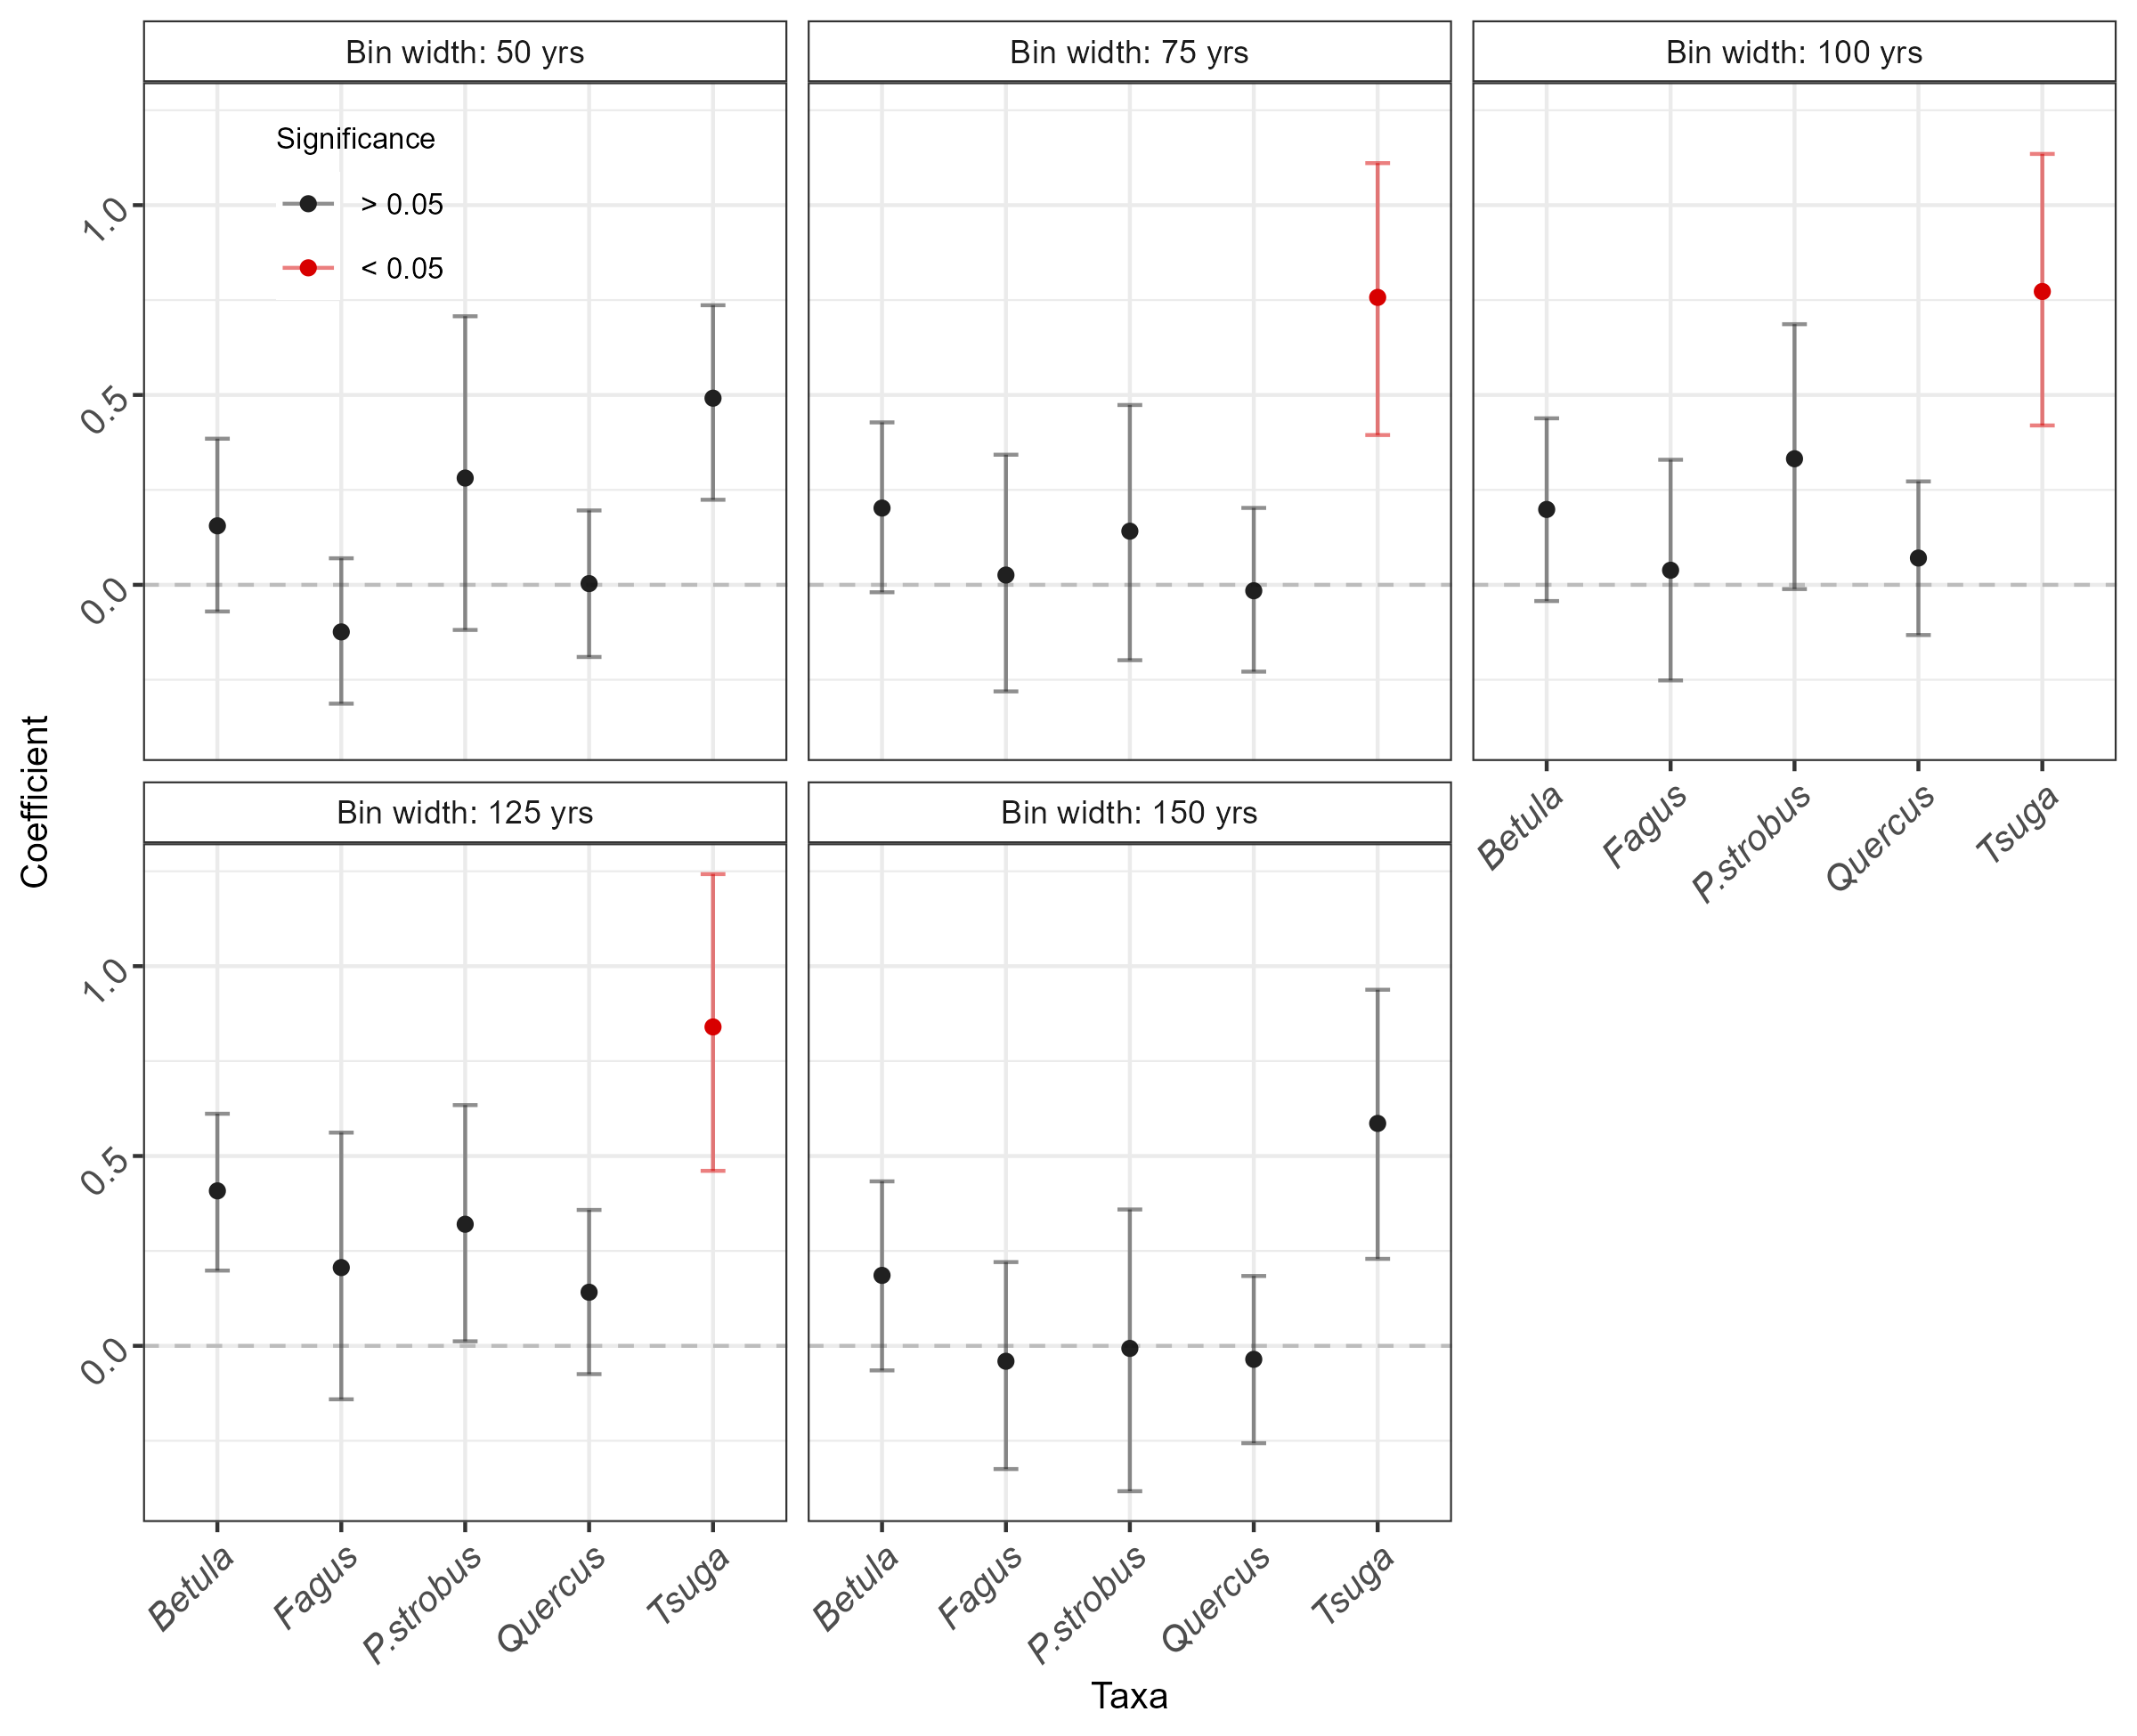 Bin width: 50 yrs
Bin width: 75 yrs
Bin width: 100 yrs
Significance
> 0.05
< 0.05
1.0
0.5
0.0
Betula
Fagus
P.strobus
Quercus
Tsuga
Coefficient
Bin width: 125 yrs
Bin width: 150 yrs
1.0
0.5
0.0
Betula
Fagus
P.strobus
Quercus
Tsuga
Betula
Fagus
P.strobus
Quercus
Tsuga
Taxa